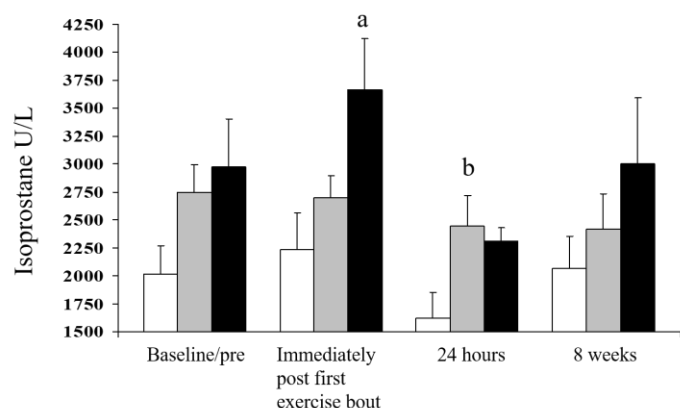 a
4250
4000
3750
3500
3250
3000
2750
2500
2250
2000
1750
1500
Isoprostane U/L
b
Baseline/pre
Immediately
post first
exercise bout
24 hours
8 weeks